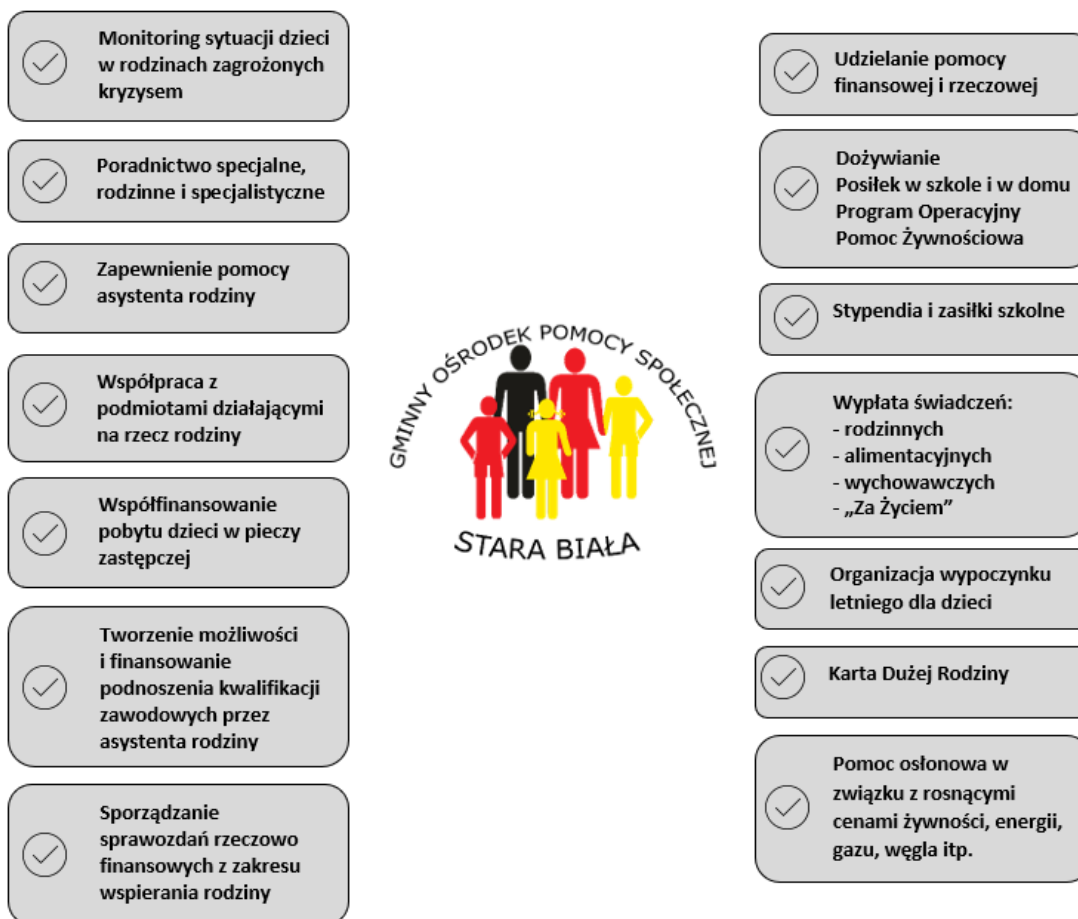 Monitoring sytuacji dzieci
w rodzinach zagrożonych
kryzysem
Poradnictwo specjalne,
rodzinne i specjalistyczne
Zapewnienie pomocy
asystenta rodziny
Współpraca z
podmiotami działającymi
na rzecz rodziny
Współfinansowanie
pobytu dzieci w pieczy
zastępczej
Tworzenie możliwości
i finansowanie
podnoszenia kwalifikacji
zawodowych przez
asystenta rodziny
Sporządzanie
sprawozdań rzeczowo
finansowych z zakresu
wspierania rodziny
GMINNY OŚRODEK POMOCY SPOŁECZNEJ
STARA BIAŁA
Udzielanie pomocy
finansowej i rzeczowej
Dożywianie
Posiłek w szkole i w domu
Program Operacyjny
Pomoc Żywnościowa
Stypendia i zasiłki szkolne
Wypłata świadczeń:
- rodzinnych
- alimentacyjnych
- wychowawczych
- „Za Życiem”
Organizacja wypoczynku
letniego dla dzieci
Karta Dużej Rodziny
Pomoc osłonowa w
związku z rosnącymi
cenami żywności, energii,
gazu, węgla itp.